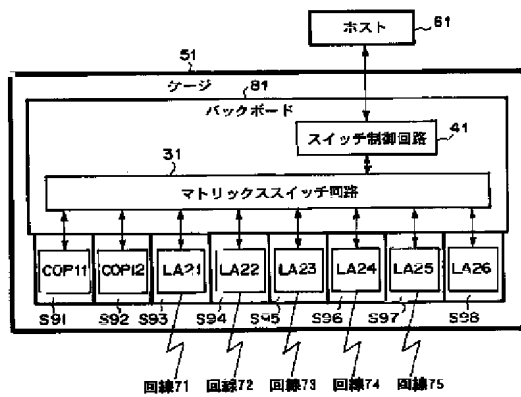 ホスト 61
51
ケージ 81
バックボード
スイッチ制御回路 41
31
マトリックススイッチ回路
COP11 COP12 LA21 LA22 LA23 LA24 LA25 LA26
S91 S92 S93 S94 S95 S96 S97 S98
回線71 回線72 回線73 回線74 回線75